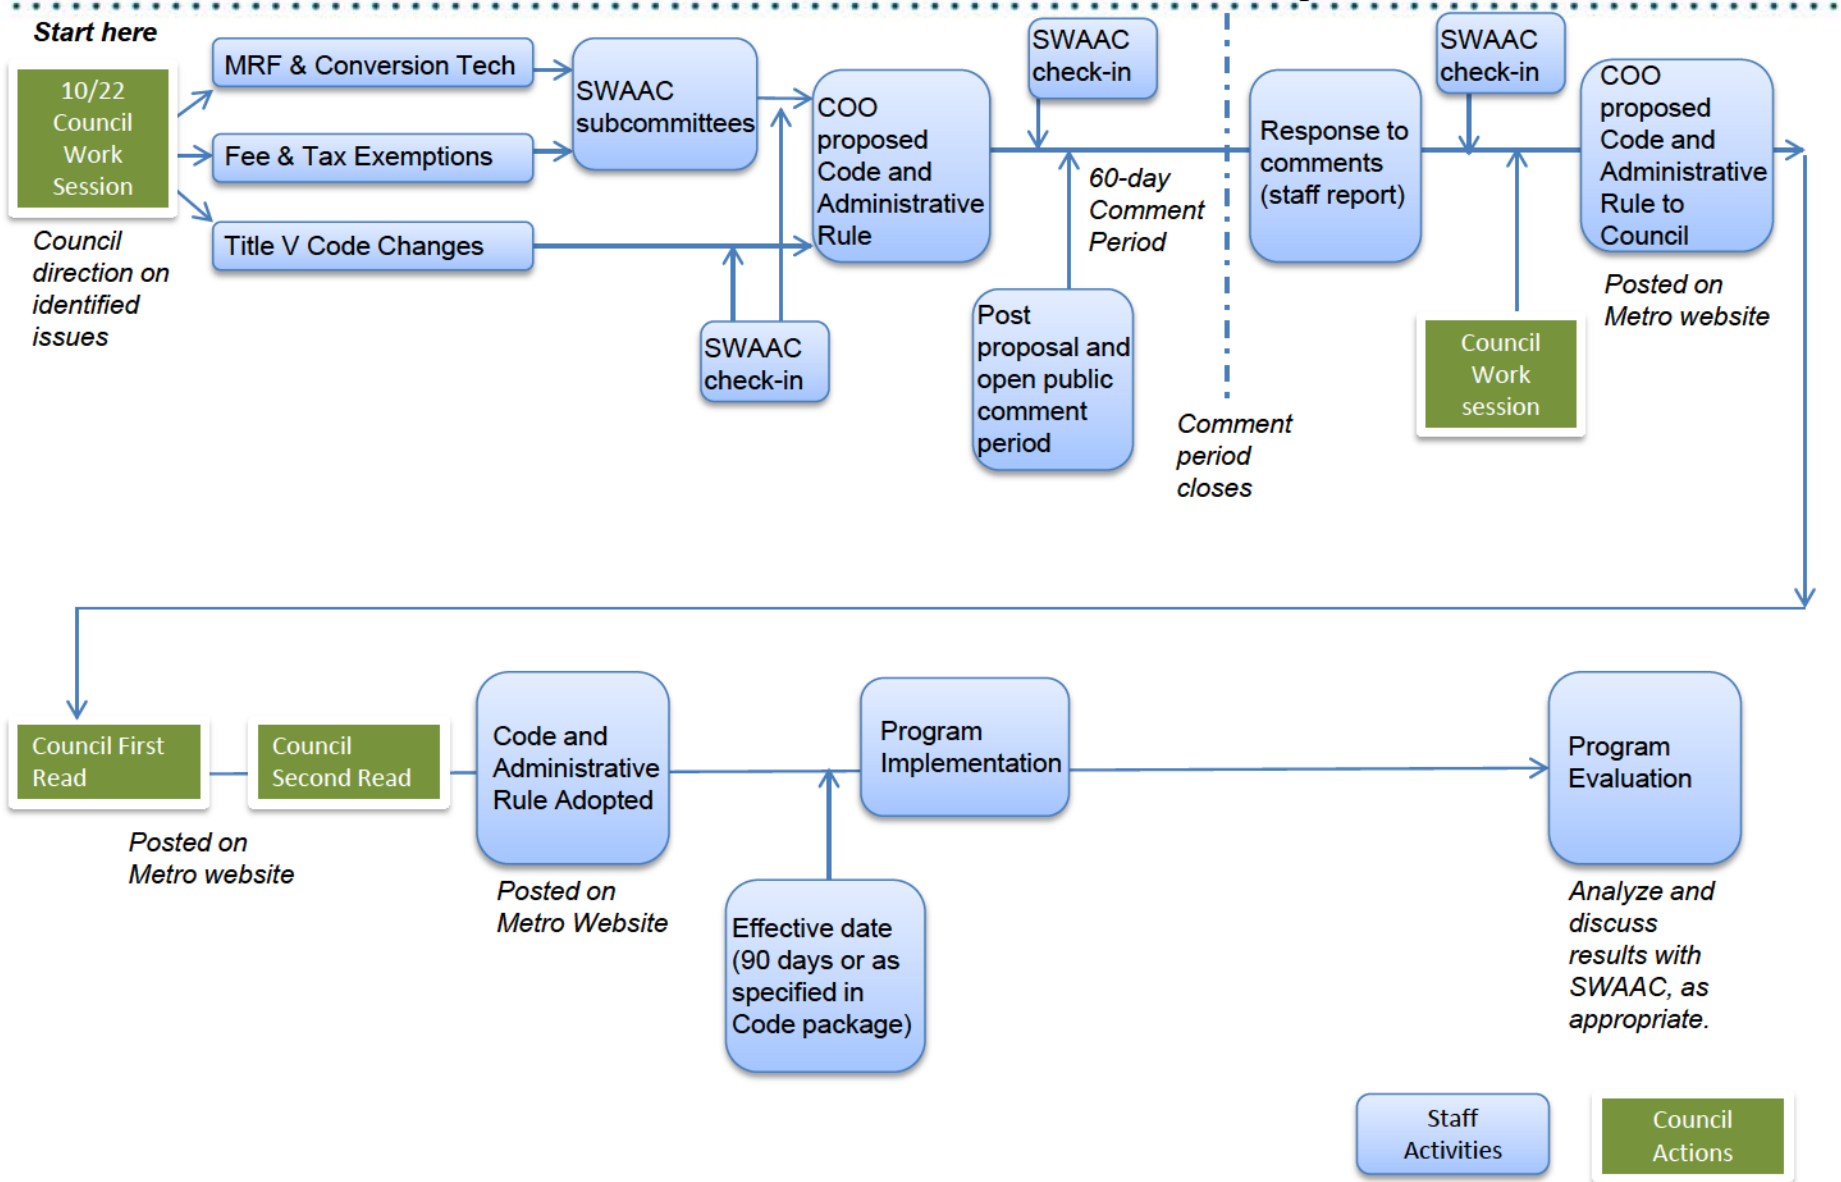 Start here
10/22
Council
Work
Session
Council
direction on
identified
issues
MRF & Conversion Tech
Fee & Tax Exemptions
Title V Code Changes
SWAAC
subcommittees
SWAAC
check-in
COO
proposed
Code and
Administrative
Rule
SWAAC
check-in
60-day
Comment
Period
Post
proposal and
open public
comment
period
Comment
period
closes
Response to
comments
(staff report)
SWAAC
check-in
Council
Work
session
COO
proposed
Code and
Administrative
Rule to
Council
Posted on
Metro website
Council First
Read
Council
Second Read
Posted on
Metro website
Code and
Administrative
Rule Adopted
Posted on
Metro Website
Effective date
(90 days or as
specified in
Code package)
Program
Implementation
Program
Evaluation
Analyze and
discuss
results with
SWAAC, as
appropriate.
Staff
Activities
Council
Actions